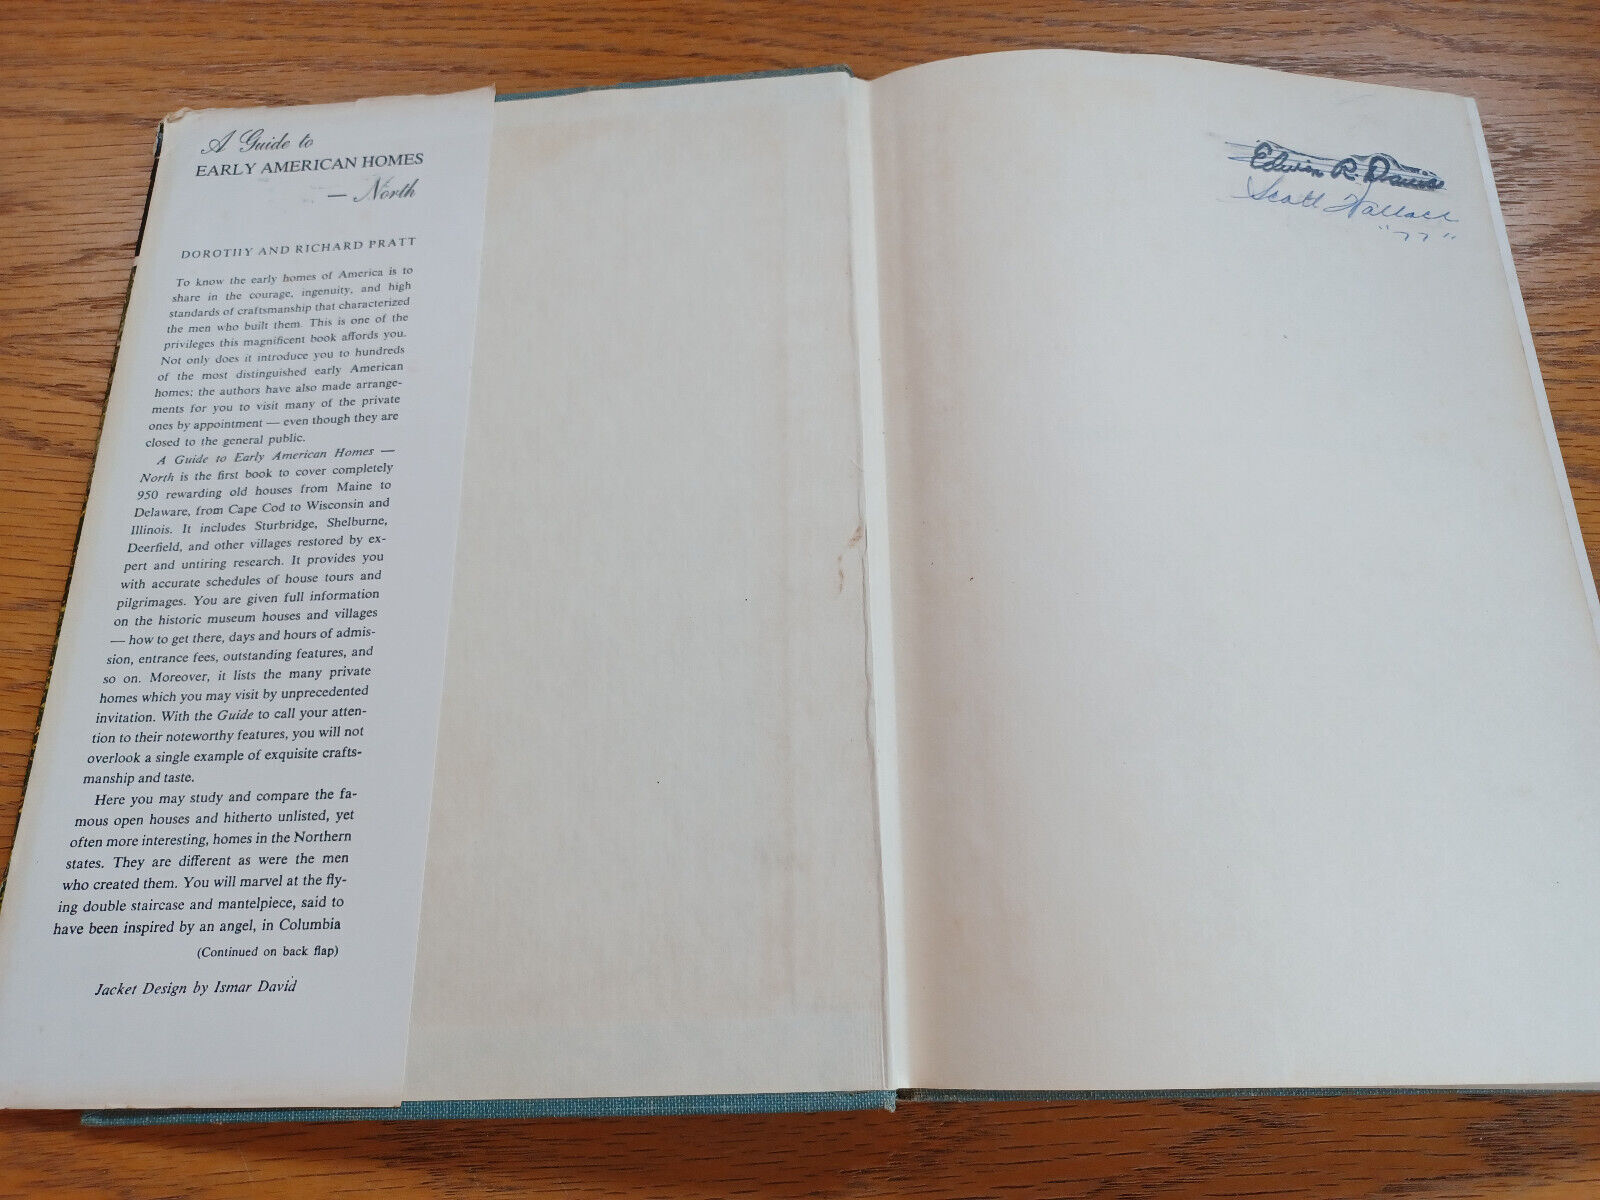 A Guide to
EARLY AMERICAN HOMES
— North
DOROTHY AND RICHARD PRATT
To know the early homes of America is to
share in the courage, ingenuity, and high
standards of craftsmanship that characterized
the men who built them. This is one of the
privileges this magnificent book affords you.
Not only does it introduce you to hundreds
of the most distinguished early American
homes; the authors have also made arrange-
ments for you to visit many of the private
ones by appointment — even though they are
closed to the general public.
A Guide to Early American Homes —
North is the first book to cover completely
950 rewarding old houses from Maine to
Delaware, from Cape Cod to Wisconsin and
Illinois. It includes Sturbridge, Shelburne,
Deerfield, and other villages restored by ex-
pert and untiring research. It provides you
with accurate schedules of house tours and
pilgrimages. You are given full information
on the historic museum houses and villages
— how to get there, days and hours of admis-
sion, entrance fees, outstanding features, and
so on. Moreover, it lists the many private
homes which you may visit by unprecedented
invitation. With the Guide to call your atten-
tion to their noteworthy features, you will not
overlook a single example of exquisite crafts-
manship and taste.
Here you may study and compare the fa-
mous open houses and hitherto unlisted, yet
often more interesting, homes in the Northern
states. They are different as were the men
who created them. You will marvel at the fly-
ing double staircase and mantelpiece, said to
have been inspired by an angel, in Columbia
(Continued on back flap)
Jacket Design by Ismar David
Edwin R. Davis
Scott Wallace
"77"